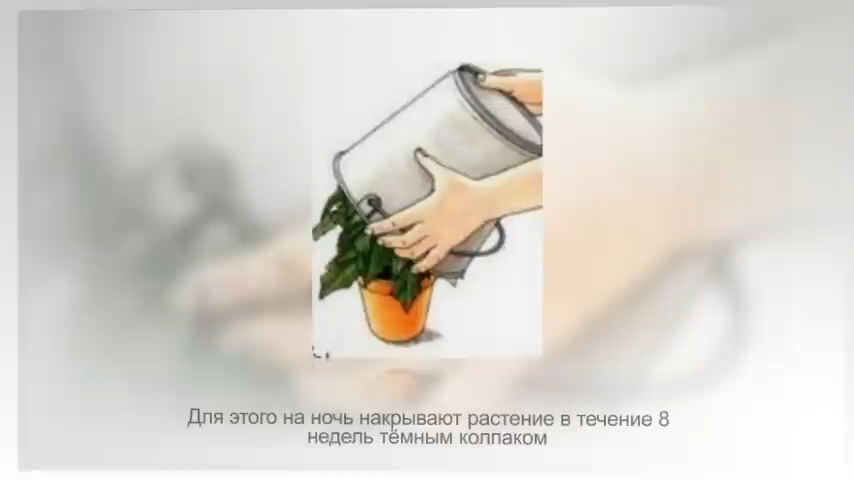 Для этого на ночь накрывают растение в течение 8
недель тёмным колпаком